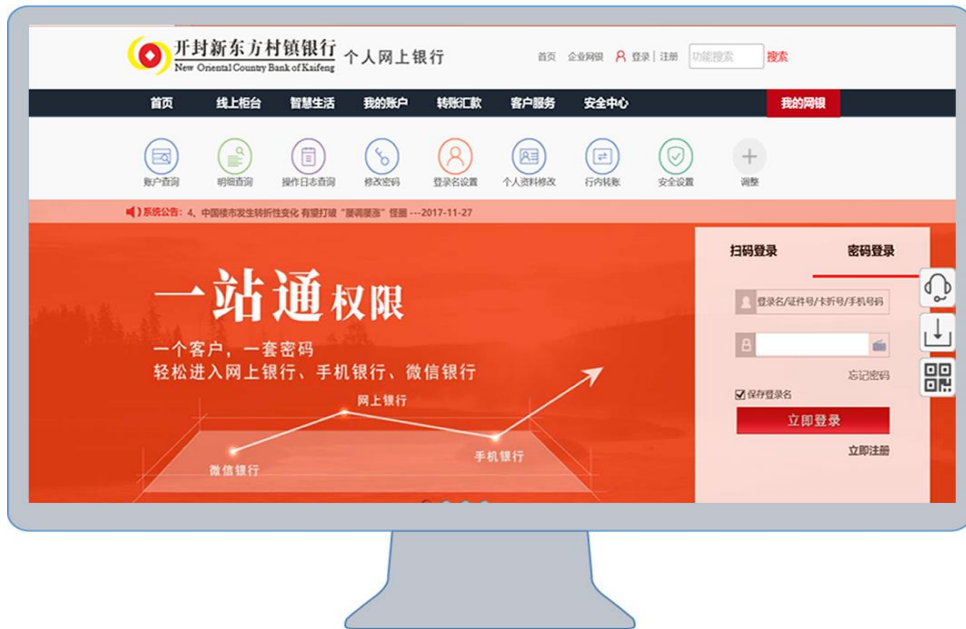 开封新东方村镇银行 个人网上银行
New Oriental Country Bank of Kaifeng
首页 企业网银 登录 | 注册 功能搜索 搜索
首页 线上柜台 智慧生活 我的账户 转账汇款 客户服务 安全中心 我的网银
账户查询 明细查询 操作日志查询 修改密码 登录名设置 个人资料修改 行内转账 安全设置 调整
系统公告： 4、中国楼市发生转折性变化 有望打破“屡调屡涨”怪圈 ---2017-11-27
扫码登录 密码登录
一站通权限
登录名/证件号/卡折号/手机号码
一个客户，一套密码
轻松进入网上银行、手机银行、微信银行
忘记密码
保存登录名
网上银行
立即登录
手机银行
立即注册
微信银行